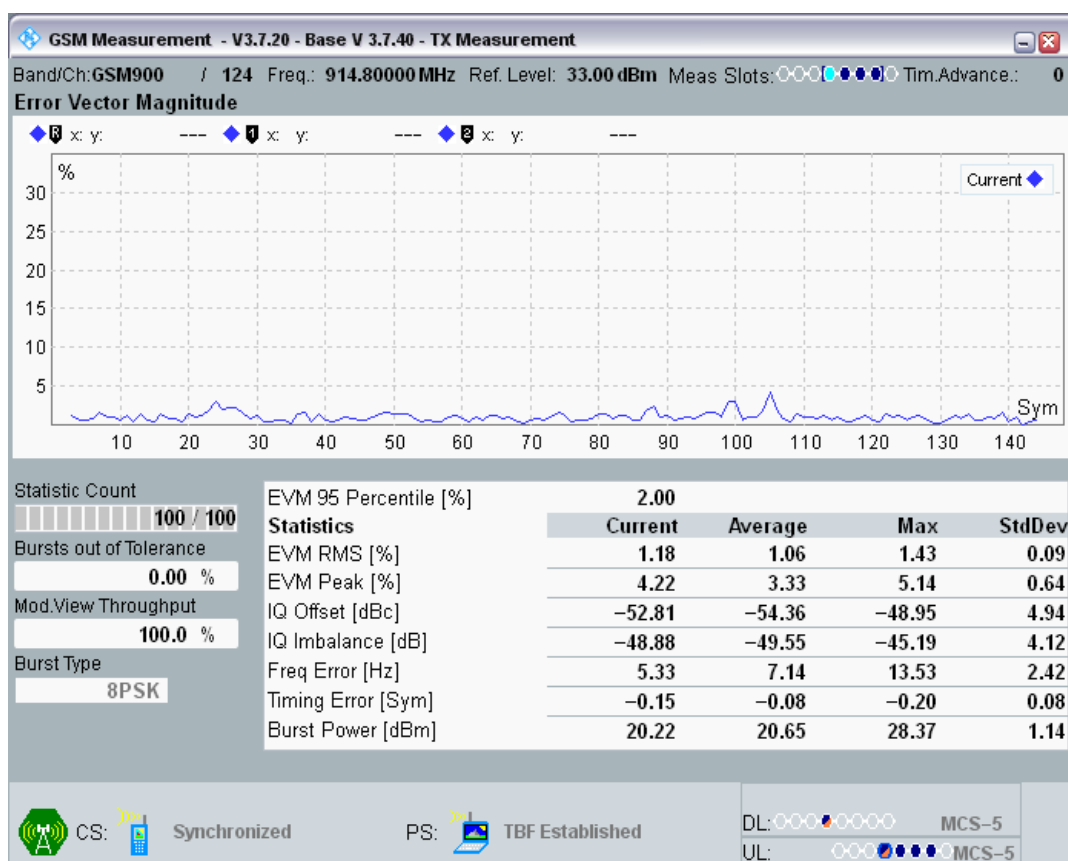 GSM Measurement - V3.7.20 - Base V 3.7.40 - TX Measurement
Band/Ch:GSM900 / 124 Freq.: 914.80000 MHz Ref. Level: 33.00 dBm Meas Slots: Tim.Advance.: 0
Error Vector Magnitude
R x: y: --- 1 x: y: --- 2 x: y: ---
%
Current
30
25
20
15
10
5
Sym
10 20 30 40 50 60 70 80 90 100 110 120 130 140
Statistic Count
100 / 100
Bursts out of Tolerance
0.00 %
Mod.View Throughput
100.0 %
Burst Type
8PSK
EVM 95 Percentile [%] 2.00
Statistics Current Average Max StdDev
EVM RMS [%] 1.18 1.06 1.43 0.09
EVM Peak [%] 4.22 3.33 5.14 0.64
IQ Offset [dBc] −52.81 −54.36 −48.95 4.94
IQ Imbalance [dB] −48.88 −49.55 −45.19 4.12
Freq Error [Hz] 5.33 7.14 13.53 2.42
Timing Error [Sym] −0.15 −0.08 −0.20 0.08
Burst Power [dBm] 20.22 20.65 28.37 1.14
CS: Synchronized PS: TBF Established
DL: MCS−5
UL: MCS−5